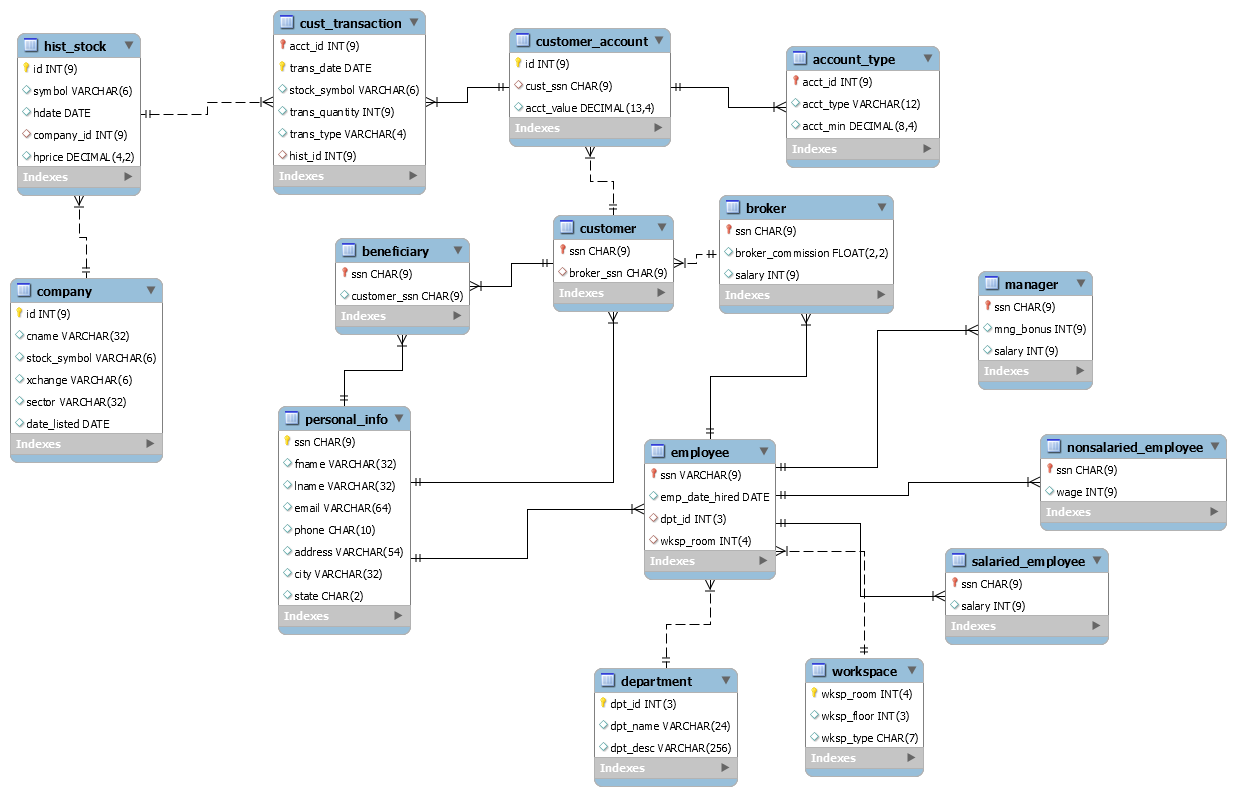 hist_stock
id INT(9)
symbol VARCHAR(6)
hdate DATE
company_id INT(9)
hprice DECIMAL(4,2)
Indexes
cust_transaction
acct_id INT(9)
trans_date DATE
stock_symbol VARCHAR(6)
trans_quantity INT(9)
trans_type VARCHAR(4)
hist_id INT(9)
Indexes
customer_account
id INT(9)
cust_ssn CHAR(9)
acct_value DECIMAL(13,4)
Indexes
account_type
acct_id INT(9)
acct_type VARCHAR(12)
acct_min DECIMAL(8,4)
Indexes
company
id INT(9)
cname VARCHAR(32)
stock_symbol VARCHAR(6)
xchange VARCHAR(6)
sector VARCHAR(32)
date_listed DATE
Indexes
beneficiary
ssn CHAR(9)
customer_ssn CHAR(9)
Indexes
customer
ssn CHAR(9)
broker_ssn CHAR(9)
Indexes
broker
ssn CHAR(9)
broker_commission FLOAT(2,2)
salary INT(9)
Indexes
manager
ssn CHAR(9)
mng_bonus INT(9)
salary INT(9)
Indexes
personal_info
ssn CHAR(9)
fname VARCHAR(32)
lname VARCHAR(32)
email VARCHAR(64)
phone CHAR(10)
address VARCHAR(54)
city VARCHAR(32)
state CHAR(2)
Indexes
employee
ssn VARCHAR(9)
emp_date_hired DATE
dpt_id INT(3)
wksp_room INT(4)
Indexes
nonsalaried_employee
ssn CHAR(9)
wage INT(9)
Indexes
salaried_employee
ssn CHAR(9)
salary INT(9)
Indexes
department
dpt_id INT(3)
dpt_name VARCHAR(24)
dpt_desc VARCHAR(256)
Indexes
workspace
wksp_room INT(4)
wksp_floor INT(3)
wksp_type CHAR(7)
Indexes